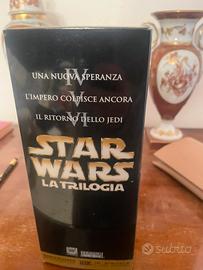 IV
UNA NUOVA SPERANZA
V
L'IMPERO COLPISCE ANCORA
VI
IL RITORNO DELLO JEDI
STAR
WARS
LA TRILOGIA
subito